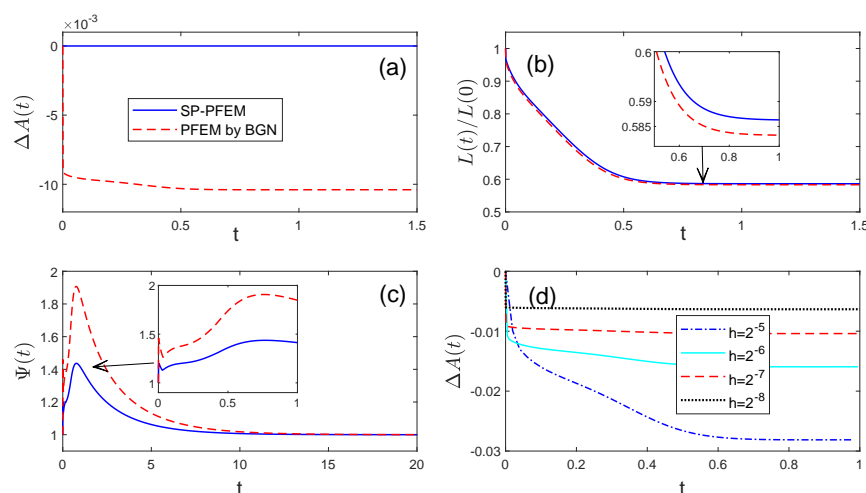 ×10⁻³
0
-5
-10
ΔA(t)
(a)
SP-PFEM
PFEM by BGN
0
0.5
1
1.5
t
1
0.9
0.8
0.7
0.6
0.5
L(t)/L(0)
(b)
0.6
0.59
0.585
0.6
0.8
1
0
0.5
1
1.5
t
2
1.8
1.6
1.4
1.2
1
Ψ(t)
(c)
2
1.5
1
0
0.5
1
0
5
10
15
20
t
0
-0.01
-0.02
-0.03
ΔA(t)
(d)
h=2⁻⁵
h=2⁻⁶
h=2⁻⁷
h=2⁻⁸
0
0.2
0.4
0.6
0.8
1
t